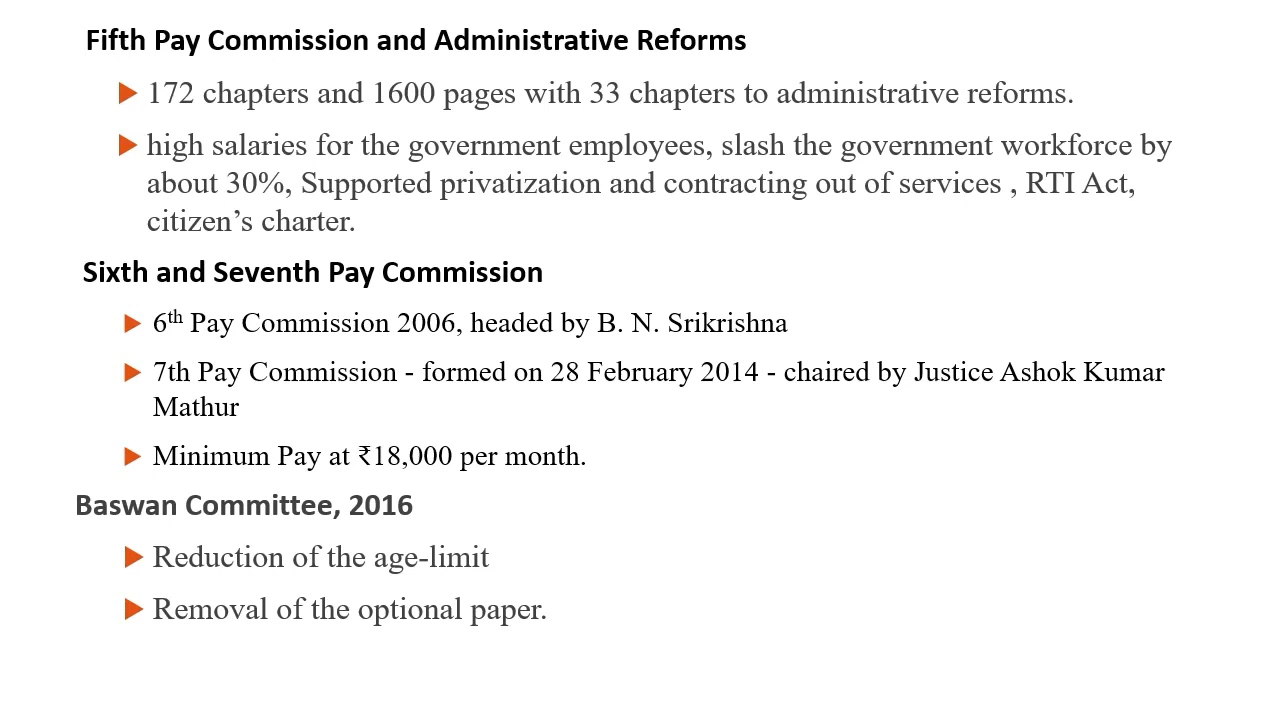 Fifth Pay Commission and Administrative Reforms
172 chapters and 1600 pages with 33 chapters to administrative reforms.
high salaries for the government employees, slash the government workforce by
about 30%, Supported privatization and contracting out of services , RTI Act,
citizen’s charter.
Sixth and Seventh Pay Commission
6th Pay Commission 2006, headed by B. N. Srikrishna
7th Pay Commission - formed on 28 February 2014 - chaired by Justice Ashok Kumar
Mathur
Minimum Pay at ₹18,000 per month.
Baswan Committee, 2016
Reduction of the age-limit
Removal of the optional paper.